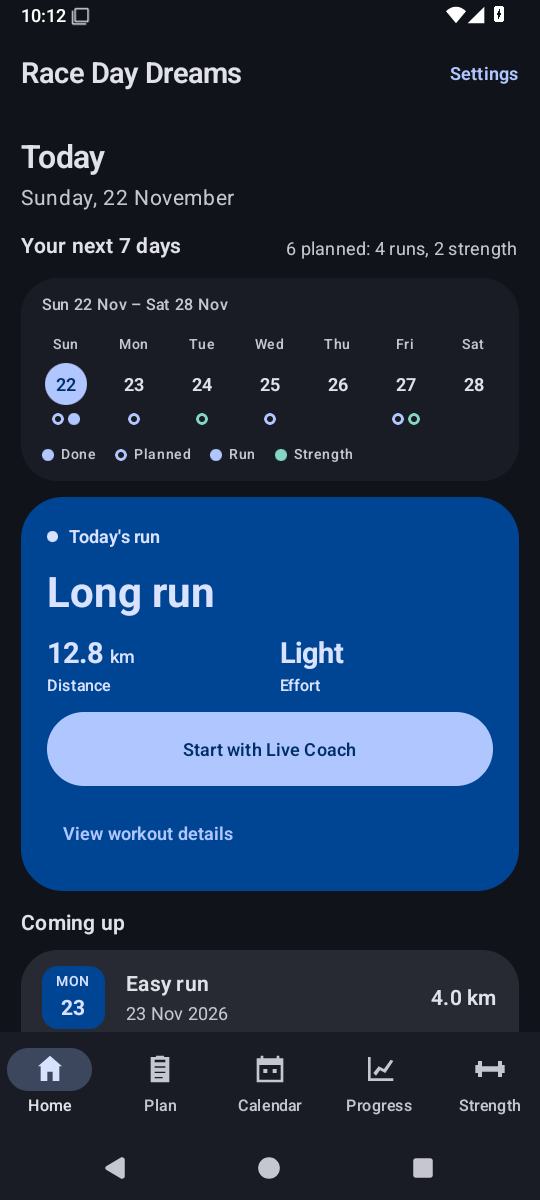 10:12
Race Day Dreams
Settings
Today
Sunday, 22 November
Your next 7 days
6 planned: 4 runs, 2 strength
Sun 22 Nov – Sat 28 Nov
Sun Mon Tue Wed Thu Fri Sat
22 23 24 25 26 27 28
Done Planned Run Strength
Today's run
Long run
12.8 km Light
Distance Effort
Start with Live Coach
View workout details
Coming up
MON
23
Easy run
23 Nov 2026
4.0 km
Home Plan Calendar Progress Strength